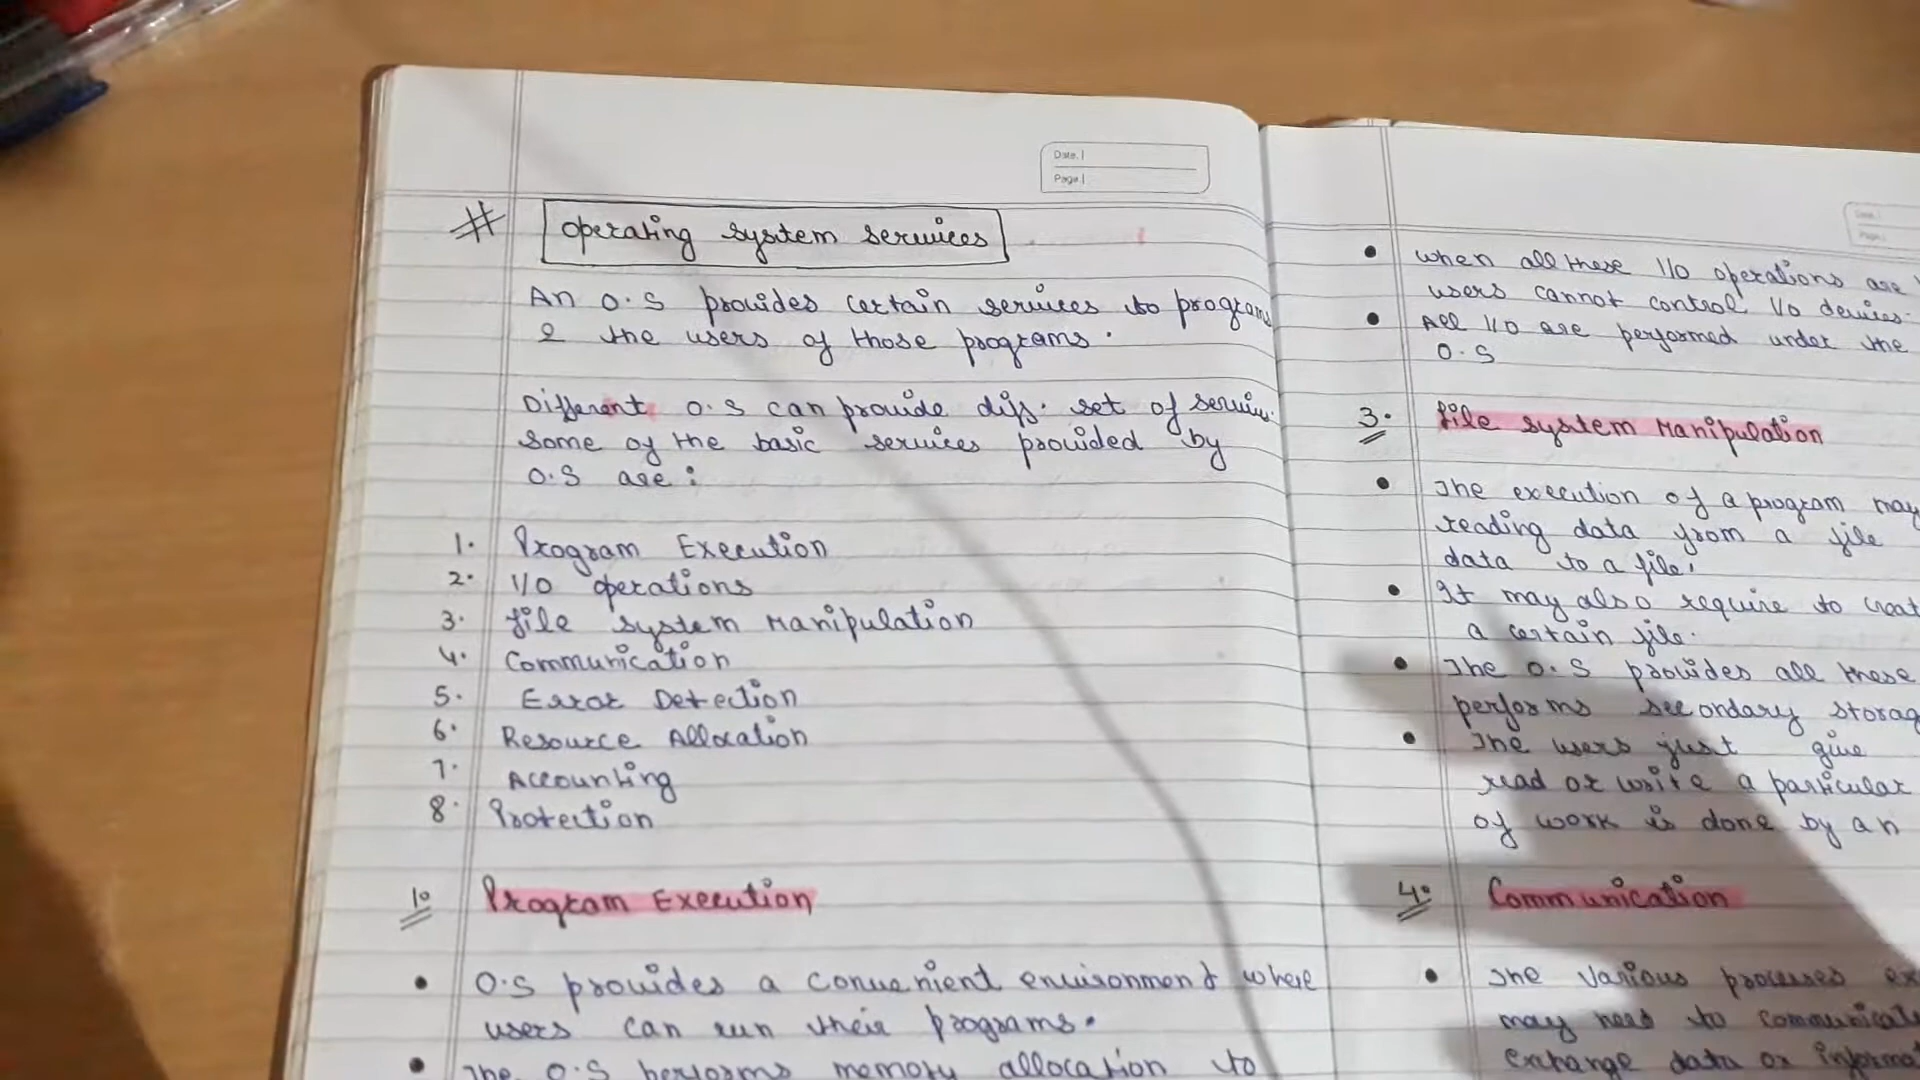 Date.
Page
# Operating system services
An O.S provides certain services to programs
& the users of those programs.
Different O.S can provide diff. set of
some of the basic services provided by
O.S are:
1. Program Execution
2. I/O operations
3. file system Manipulation
4. Communication
5. Error Detection
6. Resource Allocation
7. Accounting
8. Protection
1. Program Execution
• O.S provides a convenient environment where
users can run their programs.
• The O.S performs memory allocation to
• when all these I/O operations are
users cannot control I/O devices.
• All I/O are performed under the
O.S
3. file system Manipulation
• The execution of a program may
reading data from a file
data to a file.
• It may also require to
a certain file.
• The O.S provides all these
performs secondary
• The users just give
read or write a particular
of work is done by an
4. Communication
• The various processes
may need to
exchange data or